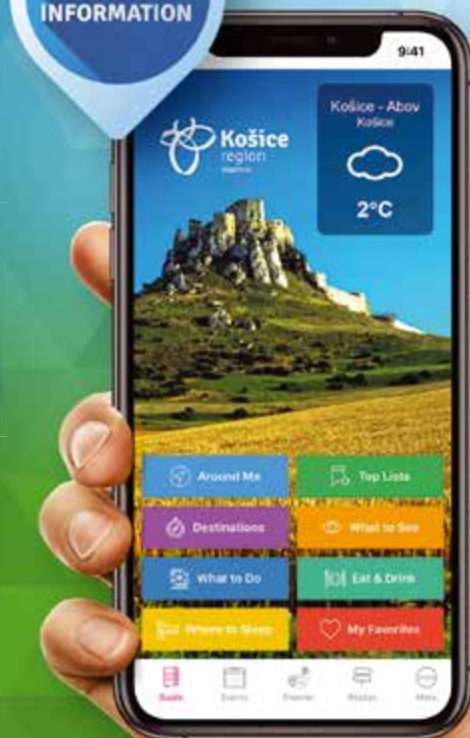 INFORMATION
9:41
Košice - Abov
Košice
Košice
region
2°C
Around Me
Top Lists
Destinations
What to See
What to Do
Eat & Drink
Where to Sleep
My Favorites
Guide
Events
Planner